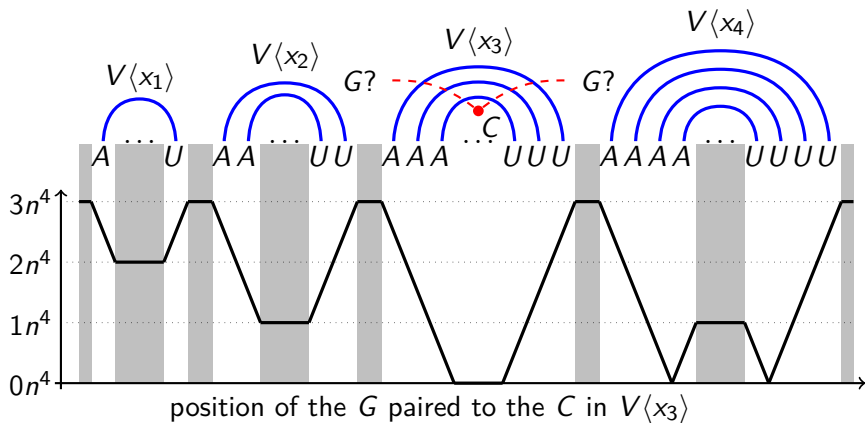 V⟨x₁⟩ V⟨x₂⟩ V⟨x₃⟩ V⟨x₄⟩
G? G?
C
... ... ... ...
A U A A U U A A A U U U A A A A U U U U
3n⁴
2n⁴
1n⁴
0n⁴
position of the G paired to the C in V⟨x₃⟩